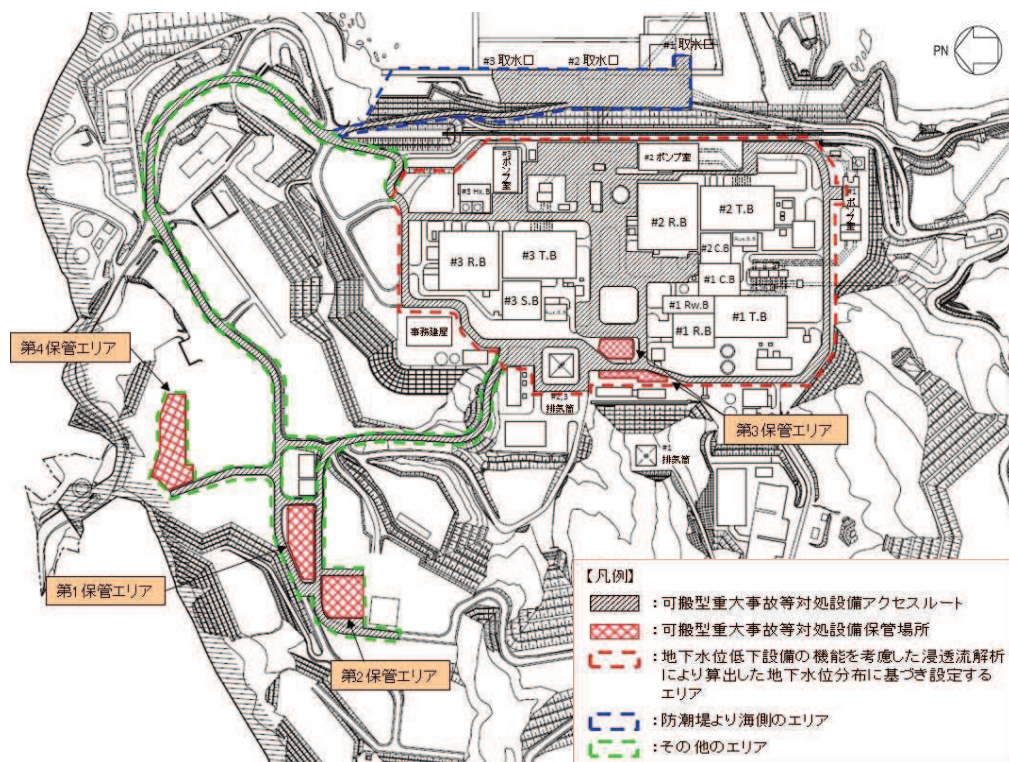 #1 取水口
#3 取水口
#2 取水口
PN
#3
ポンプ室
#2 ポンプ室
#3 Hx.B
ポンプ室
#2 R.B
#2 T.B
#3 R.B
#3 T.B
#2 C.B
#1 C.B
#3 S.B
#1 Rw.B
#1 T.B
#1 R.B
事務建屋
第4保管エリア
排気筒
#1
排気筒
第3保管エリア
第1保管エリア
第2保管エリア
【凡例】
:可搬型重大事故等対処設備アクセスルート
:可搬型重大事故等対処設備保管場所
:地下水位低下設備の機能を考慮した浸透流解析
により算出した地下水位分布に基づき設定する
エリア
:防潮堤より海側のエリア
:その他のエリア